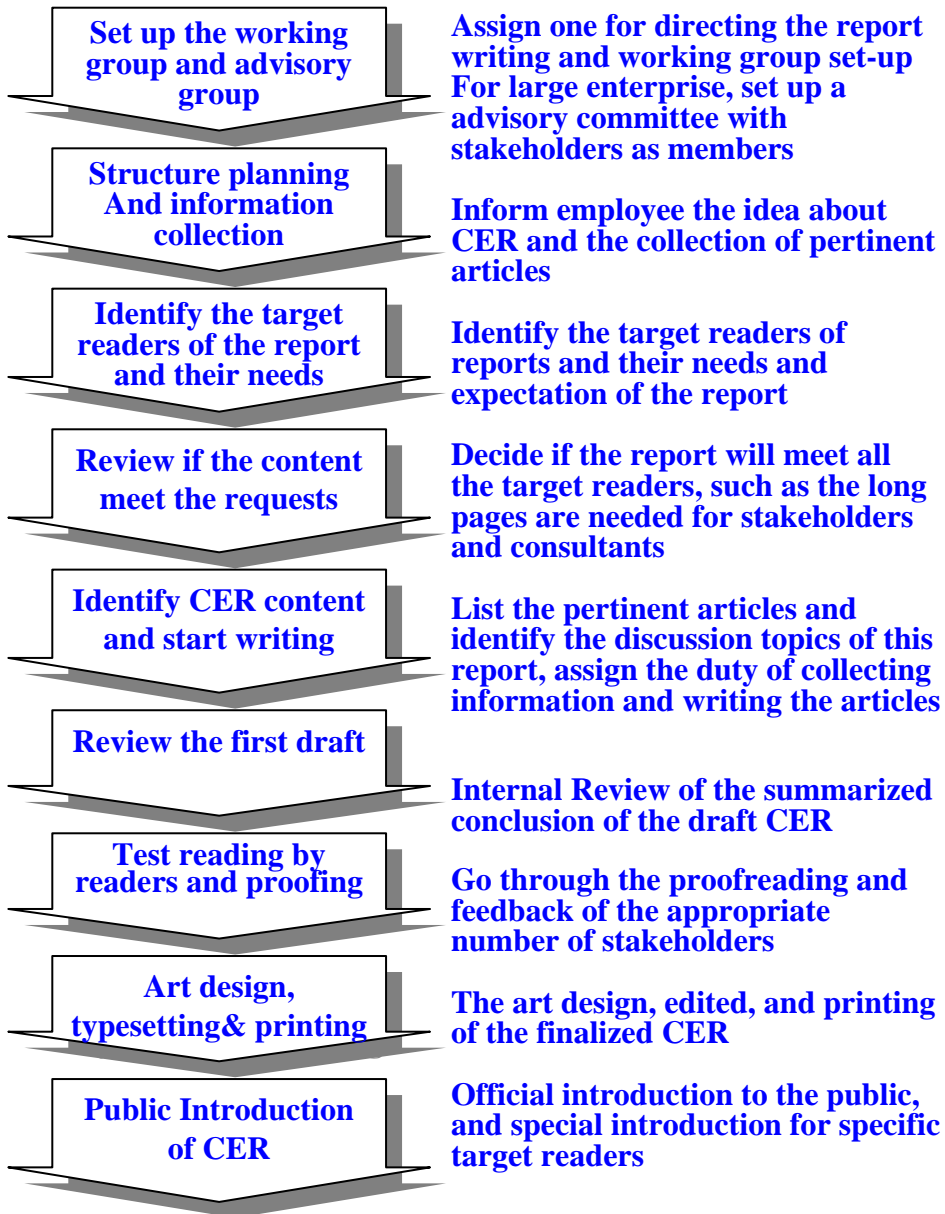 Set up the working
group and advisory
group
Assign one for directing the report
writing and working group set-up
For large enterprise, set up a
advisory committee with
stakeholders as members
Structure planning
And information
collection
Inform employee the idea about
CER and the collection of pertinent
articles
Identify the target
readers of the report
and their needs
Identify the target readers of
reports and their needs and
expectation of the report
Review if the content
meet the requests
Decide if the report will meet all
the target readers, such as the long
pages are needed for stakeholders
and consultants
Identify CER content
and start writing
List the pertinent articles and
identify the discussion topics of this
report, assign the duty of collecting
information and writing the articles
Review the first draft
Internal Review of the summarized
conclusion of the draft CER
Test reading by
readers and proofing
Go through the proofreading and
feedback of the appropriate
number of stakeholders
Art design,
typesetting& printing
The art design, edited, and printing
of the finalized CER
Public Introduction
of CER
Official introduction to the public,
and special introduction for specific
target readers